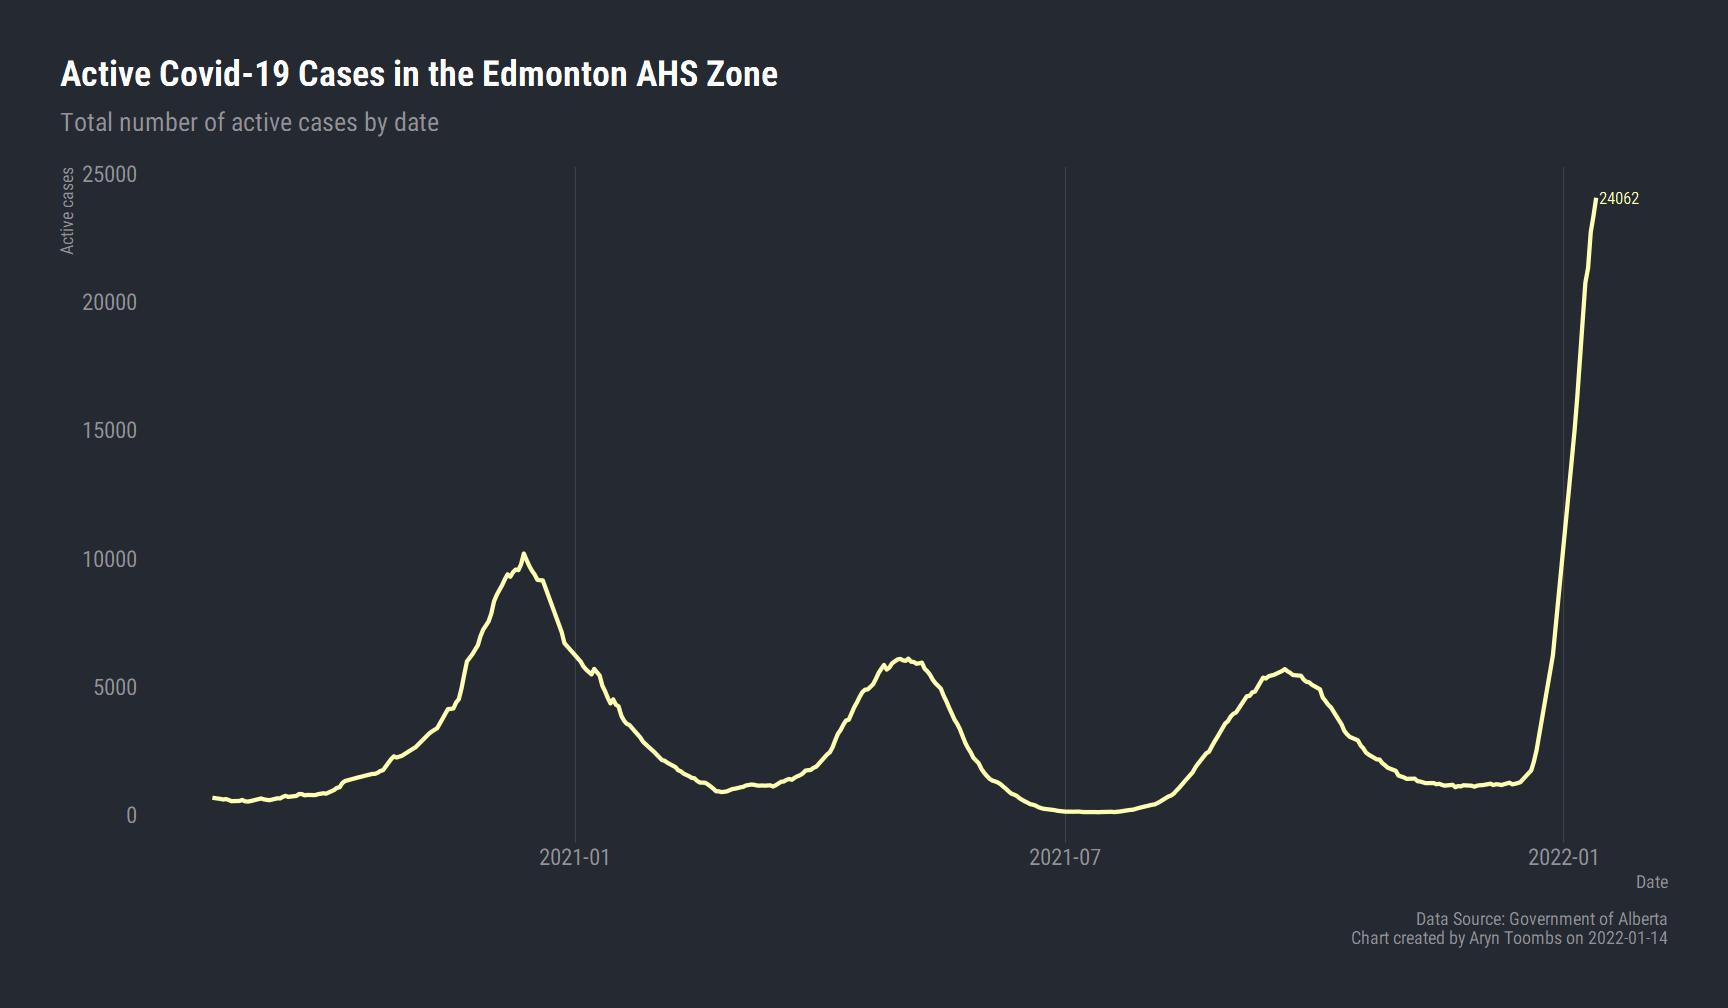 Active Covid-19 Cases in the Edmonton AHS Zone
Total number of active cases by date
Active cases
25000
20000
15000
10000
5000
0
24062
2021-01
2021-07
2022-01
Date
Data Source: Government of Alberta
Chart created by Aryn Toombs on 2022-01-14